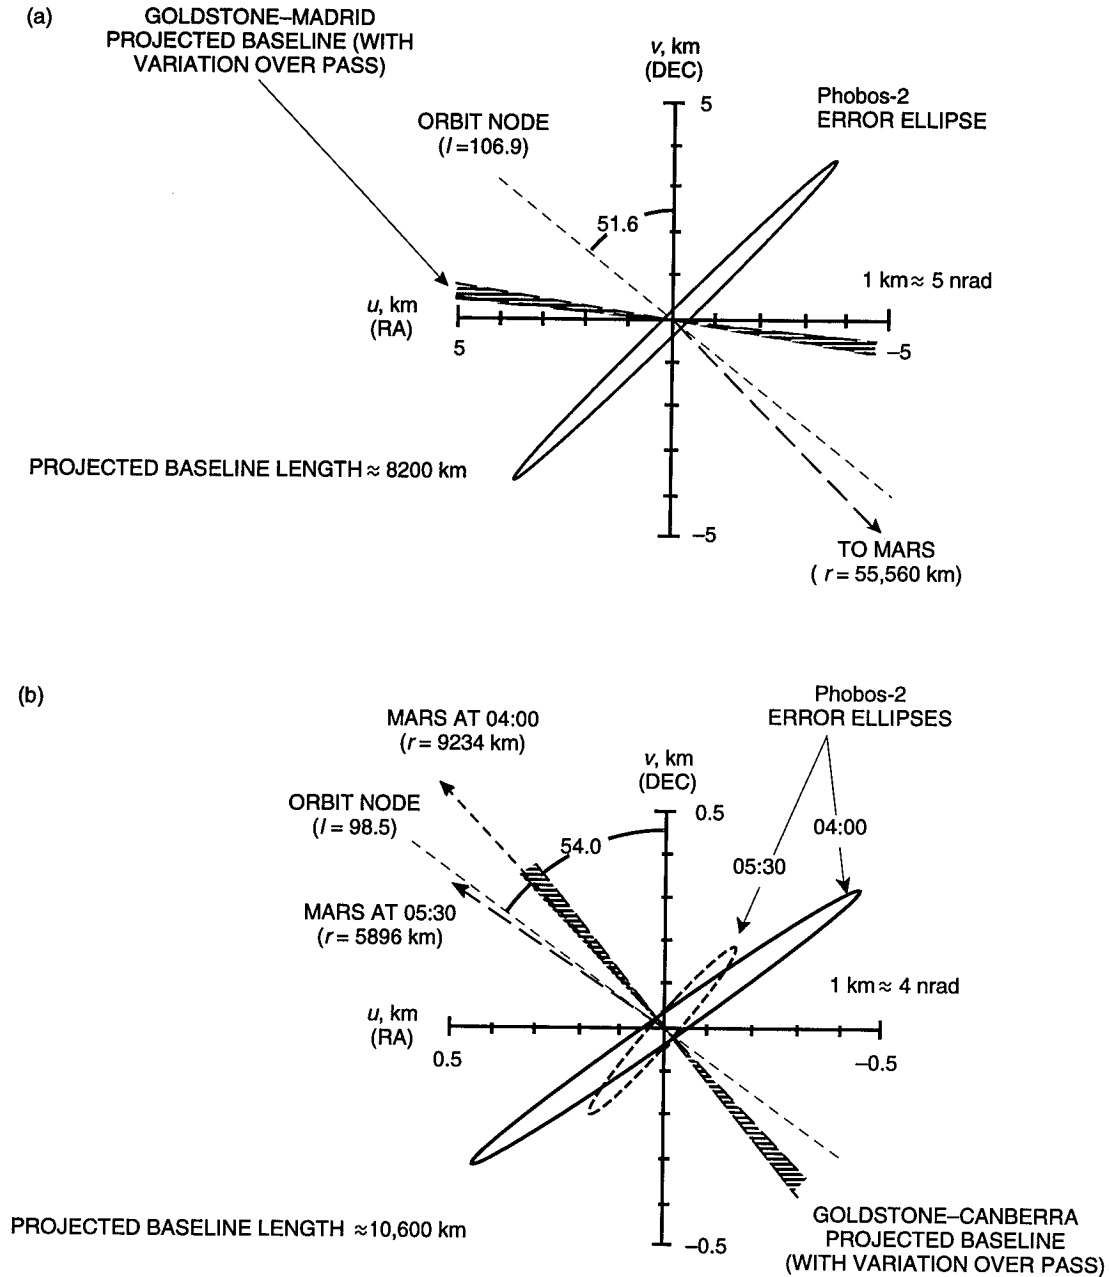 (a)
GOLDSTONE–MADRID
PROJECTED BASELINE (WITH
VARIATION OVER PASS)
v, km
(DEC)
5
Phobos-2
ERROR ELLIPSE
ORBIT NODE
(l =106.9)
51.6
1 km ≈ 5 nrad
u, km
(RA)
5
–5
PROJECTED BASELINE LENGTH ≈ 8200 km
–5
TO MARS
( r = 55,560 km)
(b)
Phobos-2
ERROR ELLIPSES
MARS AT 04:00
(r = 9234 km)
v, km
(DEC)
ORBIT NODE
(l = 98.5)
0.5
54.0
04:00
05:30
MARS AT 05:30
(r = 5896 km)
1 km ≈ 4 nrad
u, km
(RA)
0.5
–0.5
PROJECTED BASELINE LENGTH ≈10,600 km
–0.5
GOLDSTONE–CANBERRA
PROJECTED BASELINE
(WITH VARIATION OVER PASS)